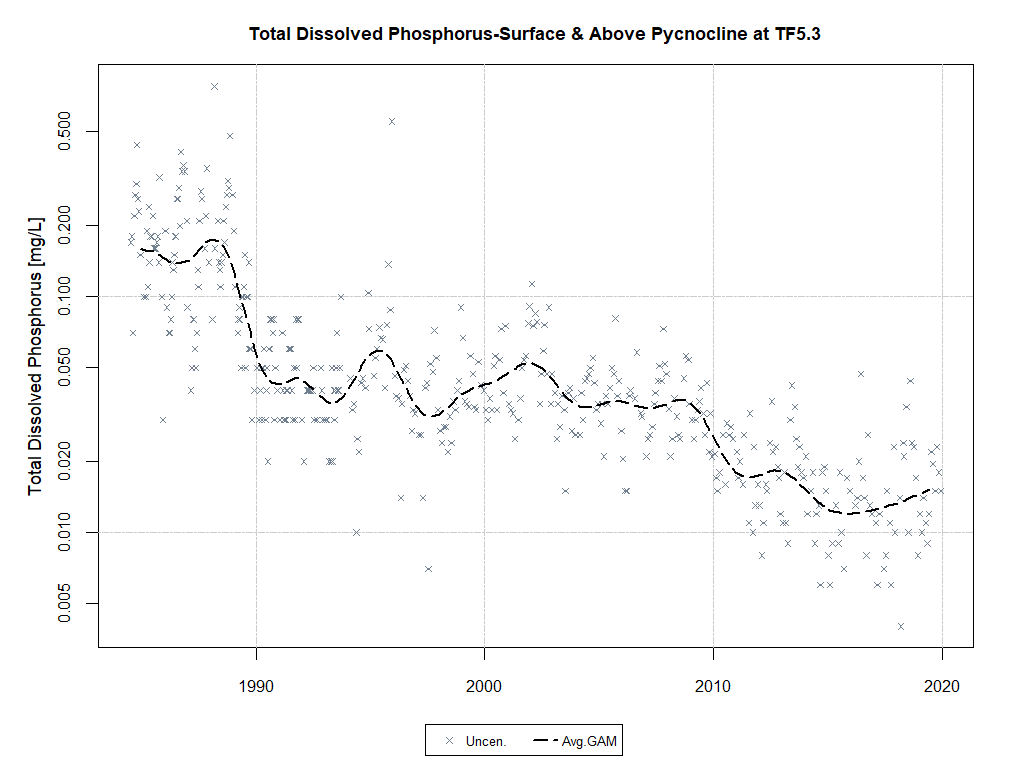 Total Dissolved Phosphorus-Surface & Above Pycnocline at TF5.3
Total Dissolved Phosphorus [mg/L]
0.500
0.200
0.100
0.050
0.020
0.010
0.005
1990 2000 2010 2020
Uncen. Avg.GAM